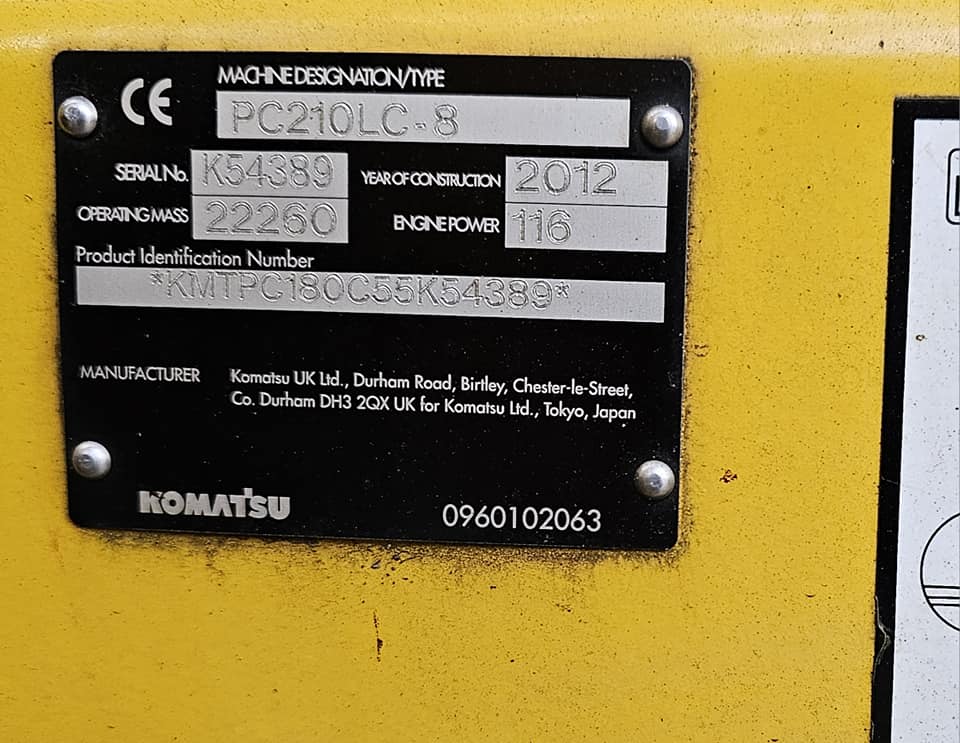 CE
MACHINE DESIGNATION/TYPE
PC210LC-8
SERIAL No. K54389 YEAR OF CONSTRUCTION 2012
OPERATING MASS 22260 ENGINE POWER 116
Product Identification Number
*KMTPC180C55K54389*
MANUFACTURER Komatsu UK Ltd., Durham Road, Birtley, Chester-le-Street,
Co. Durham DH3 2QX UK for Komatsu Ltd., Tokyo, Japan
KOMATSU 0960102063